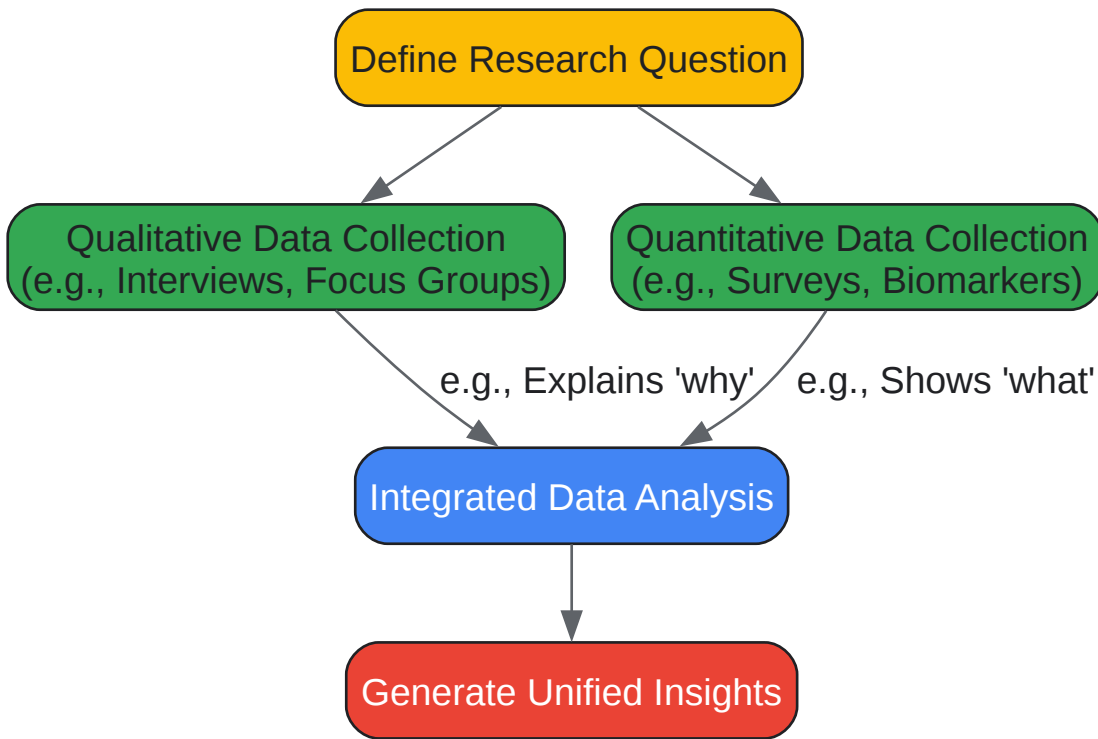 Define Research Question
Qualitative Data Collection
(e.g., Interviews, Focus Groups)
Quantitative Data Collection
(e.g., Surveys, Biomarkers)
e.g., Explains 'why'
e.g., Shows 'what'
Integrated Data Analysis
Generate Unified Insights